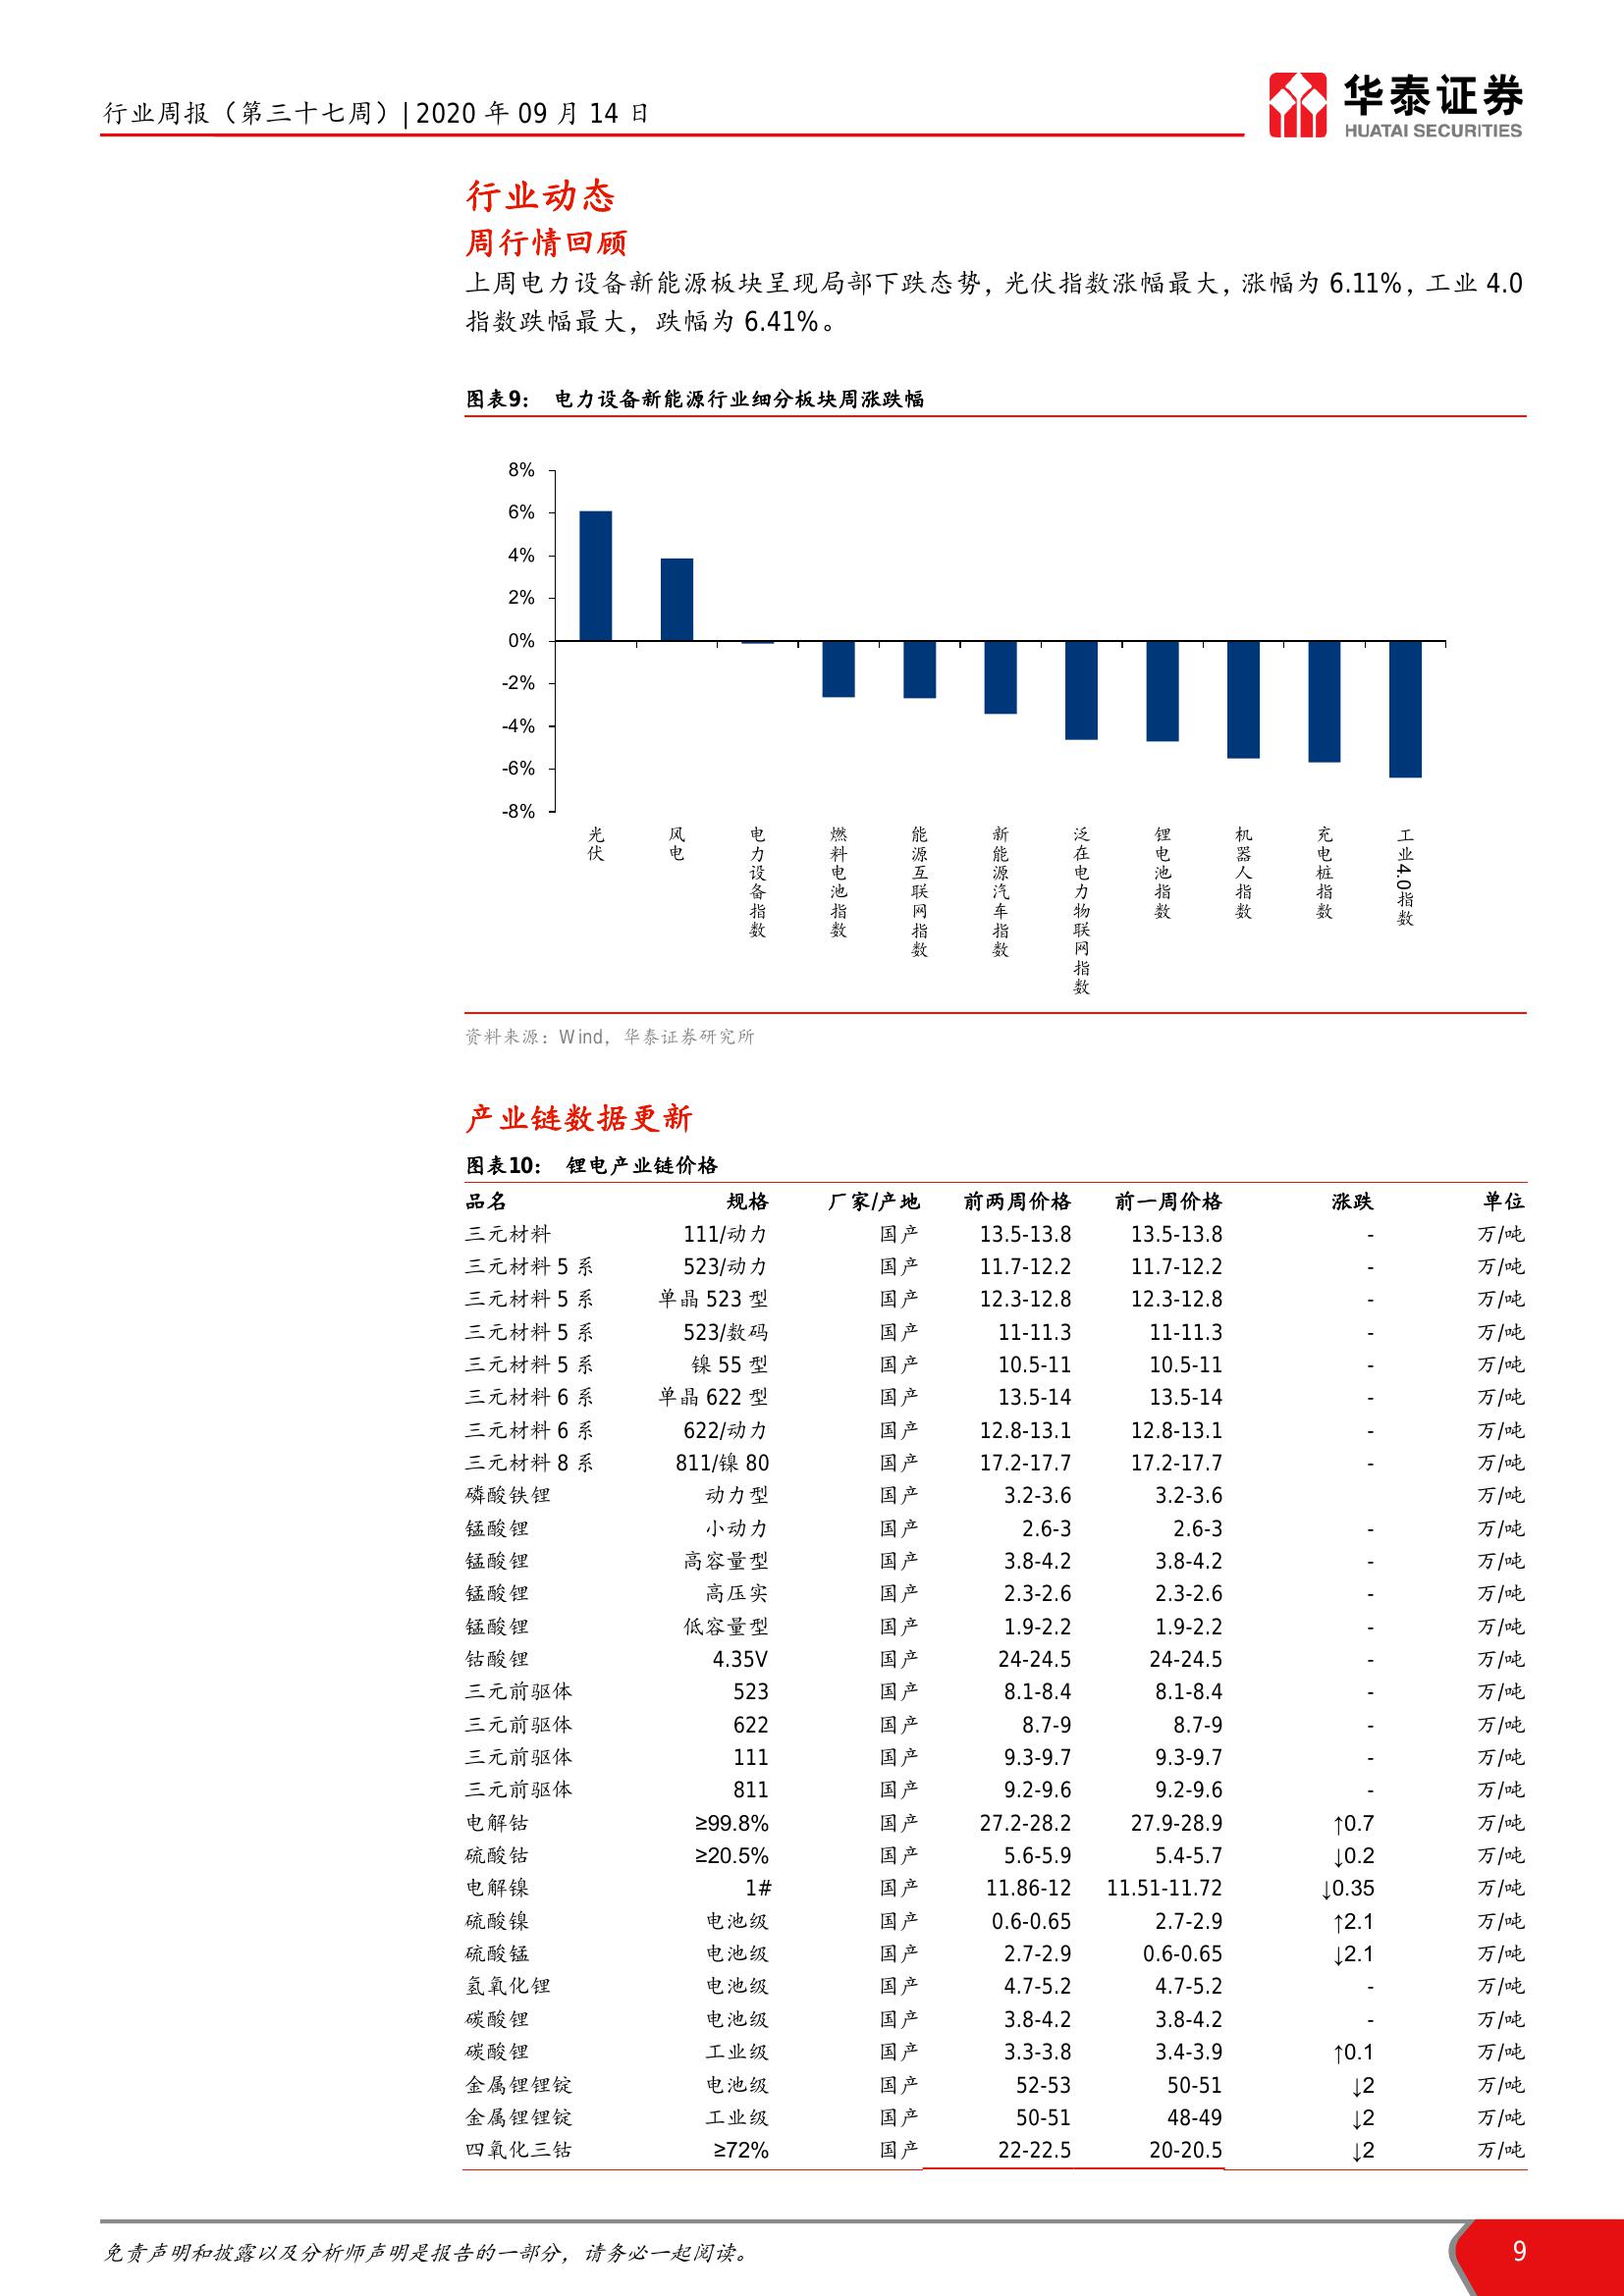 行业周报（第三十七周）| 2020 年 09 月 14 日
华泰证券
HUATAI SECURITIES
行业动态
周行情回顾
上周电力设备新能源板块呈现局部下跌态势，光伏指数涨幅最大，涨幅为 6.11%，工业 4.0
指数跌幅最大，跌幅为 6.41%。
图表9： 电力设备新能源行业细分板块周涨跌幅
8%
6%
4%
2%
0%
-2%
-4%
-6%
-8%
光伏
风电
电力设备指数
燃料电池指数
能源互联网指数
新能源汽车指数
泛在电力物联网指数
锂电池指数
机器人指数
充电桩指数
工业4.0指数
资料来源：Wind，华泰证券研究所
产业链数据更新
图表10： 锂电产业链价格
品名 规格 厂家/产地 前两周价格 前一周价格 涨跌 单位
三元材料 111/动力 国产 13.5-13.8 13.5-13.8 - 万/吨
三元材料 5 系 523/动力 国产 11.7-12.2 11.7-12.2 - 万/吨
三元材料 5 系 单晶 523 型 国产 12.3-12.8 12.3-12.8 - 万/吨
三元材料 5 系 523/数码 国产 11-11.3 11-11.3 - 万/吨
三元材料 5 系 镍 55 型 国产 10.5-11 10.5-11 - 万/吨
三元材料 6 系 单晶 622 型 国产 13.5-14 13.5-14 - 万/吨
三元材料 6 系 622/动力 国产 12.8-13.1 12.8-13.1 - 万/吨
三元材料 8 系 811/镍 80 国产 17.2-17.7 17.2-17.7 - 万/吨
磷酸铁锂 动力型 国产 3.2-3.6 3.2-3.6 万/吨
锰酸锂 小动力 国产 2.6-3 2.6-3 - 万/吨
锰酸锂 高容量型 国产 3.8-4.2 3.8-4.2 - 万/吨
锰酸锂 高压实 国产 2.3-2.6 2.3-2.6 - 万/吨
锰酸锂 低容量型 国产 1.9-2.2 1.9-2.2 - 万/吨
钴酸锂 4.35V 国产 24-24.5 24-24.5 - 万/吨
三元前驱体 523 国产 8.1-8.4 8.1-8.4 - 万/吨
三元前驱体 622 国产 8.7-9 8.7-9 - 万/吨
三元前驱体 111 国产 9.3-9.7 9.3-9.7 - 万/吨
三元前驱体 811 国产 9.2-9.6 9.2-9.6 - 万/吨
电解钴 ≥99.8% 国产 27.2-28.2 27.9-28.9 ↑0.7 万/吨
硫酸钴 ≥20.5% 国产 5.6-5.9 5.4-5.7 ↓0.2 万/吨
电解镍 1# 国产 11.86-12 11.51-11.72 ↓0.35 万/吨
硫酸镍 电池级 国产 0.6-0.65 2.7-2.9 ↑2.1 万/吨
硫酸锰 电池级 国产 2.7-2.9 0.6-0.65 ↓2.1 万/吨
氢氧化锂 电池级 国产 4.7-5.2 4.7-5.2 - 万/吨
碳酸锂 电池级 国产 3.8-4.2 3.8-4.2 - 万/吨
碳酸锂 工业级 国产 3.3-3.8 3.4-3.9 ↑0.1 万/吨
金属锂锂锭 电池级 国产 52-53 50-51 ↓2 万/吨
金属锂锂锭 工业级 国产 50-51 48-49 ↓2 万/吨
四氧化三钴 ≥72% 国产 22-22.5 20-20.5 ↓2 万/吨
免责声明和披露以及分析师声明是报告的一部分，请务必一起阅读。
9